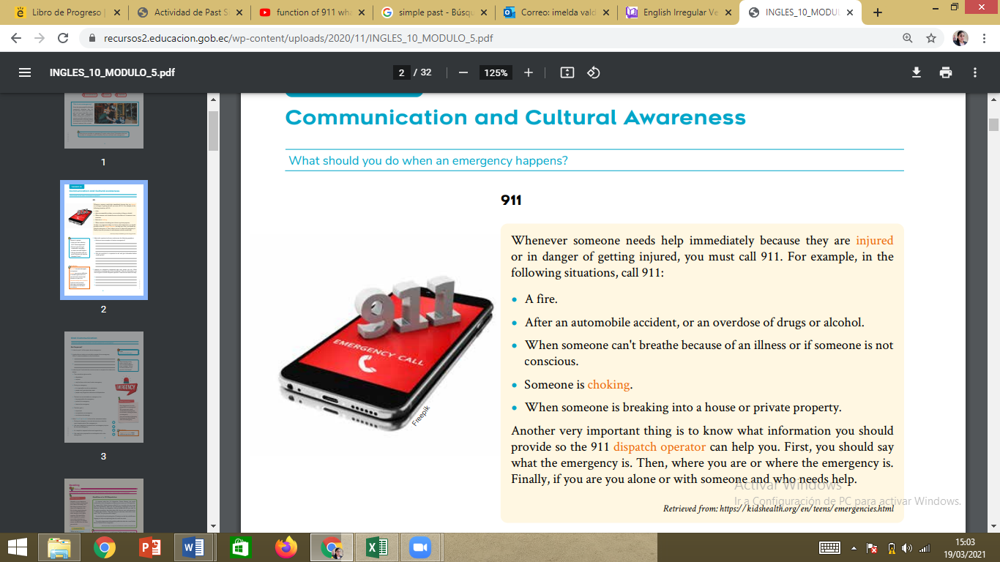 Libro de Progreso
Actividad de Past S
function of 911 wha
simple past - Búsqu
Correo: imelda vald
English Irregular Ve
INGLES_10_MODUL
recursos2.educacion.gob.ec/wp-content/uploads/2020/11/INGLES_10_MODULO_5.pdf
INGLES_10_MODULO_5.pdf
2 / 32
125%
1
2
3
Communication and Cultural Awareness
What should you do when an emergency happens?
911
911
EMERGENCY CALL
Freepik
Whenever someone needs help immediately because they are injured
or in danger of getting injured, you must call 911. For example, in the
following situations, call 911:
• A fire.
• After an automobile accident, or an overdose of drugs or alcohol.
• When someone can't breathe because of an illness or if someone is not
conscious.
• Someone is choking.
• When someone is breaking into a house or private property.
Another very important thing is to know what information you should
provide so the 911 dispatch operator can help you. First, you should say
what the emergency is. Then, where you are or where the emergency is.
Finally, if you are you alone or with someone and who needs help.
Activar Windows
Ir a Configuración de PC para activar Windows.
Retrieved from: https://kidshealth.org/en/teens/emergencies.html
EMERGENCY
15:03
19/03/2021